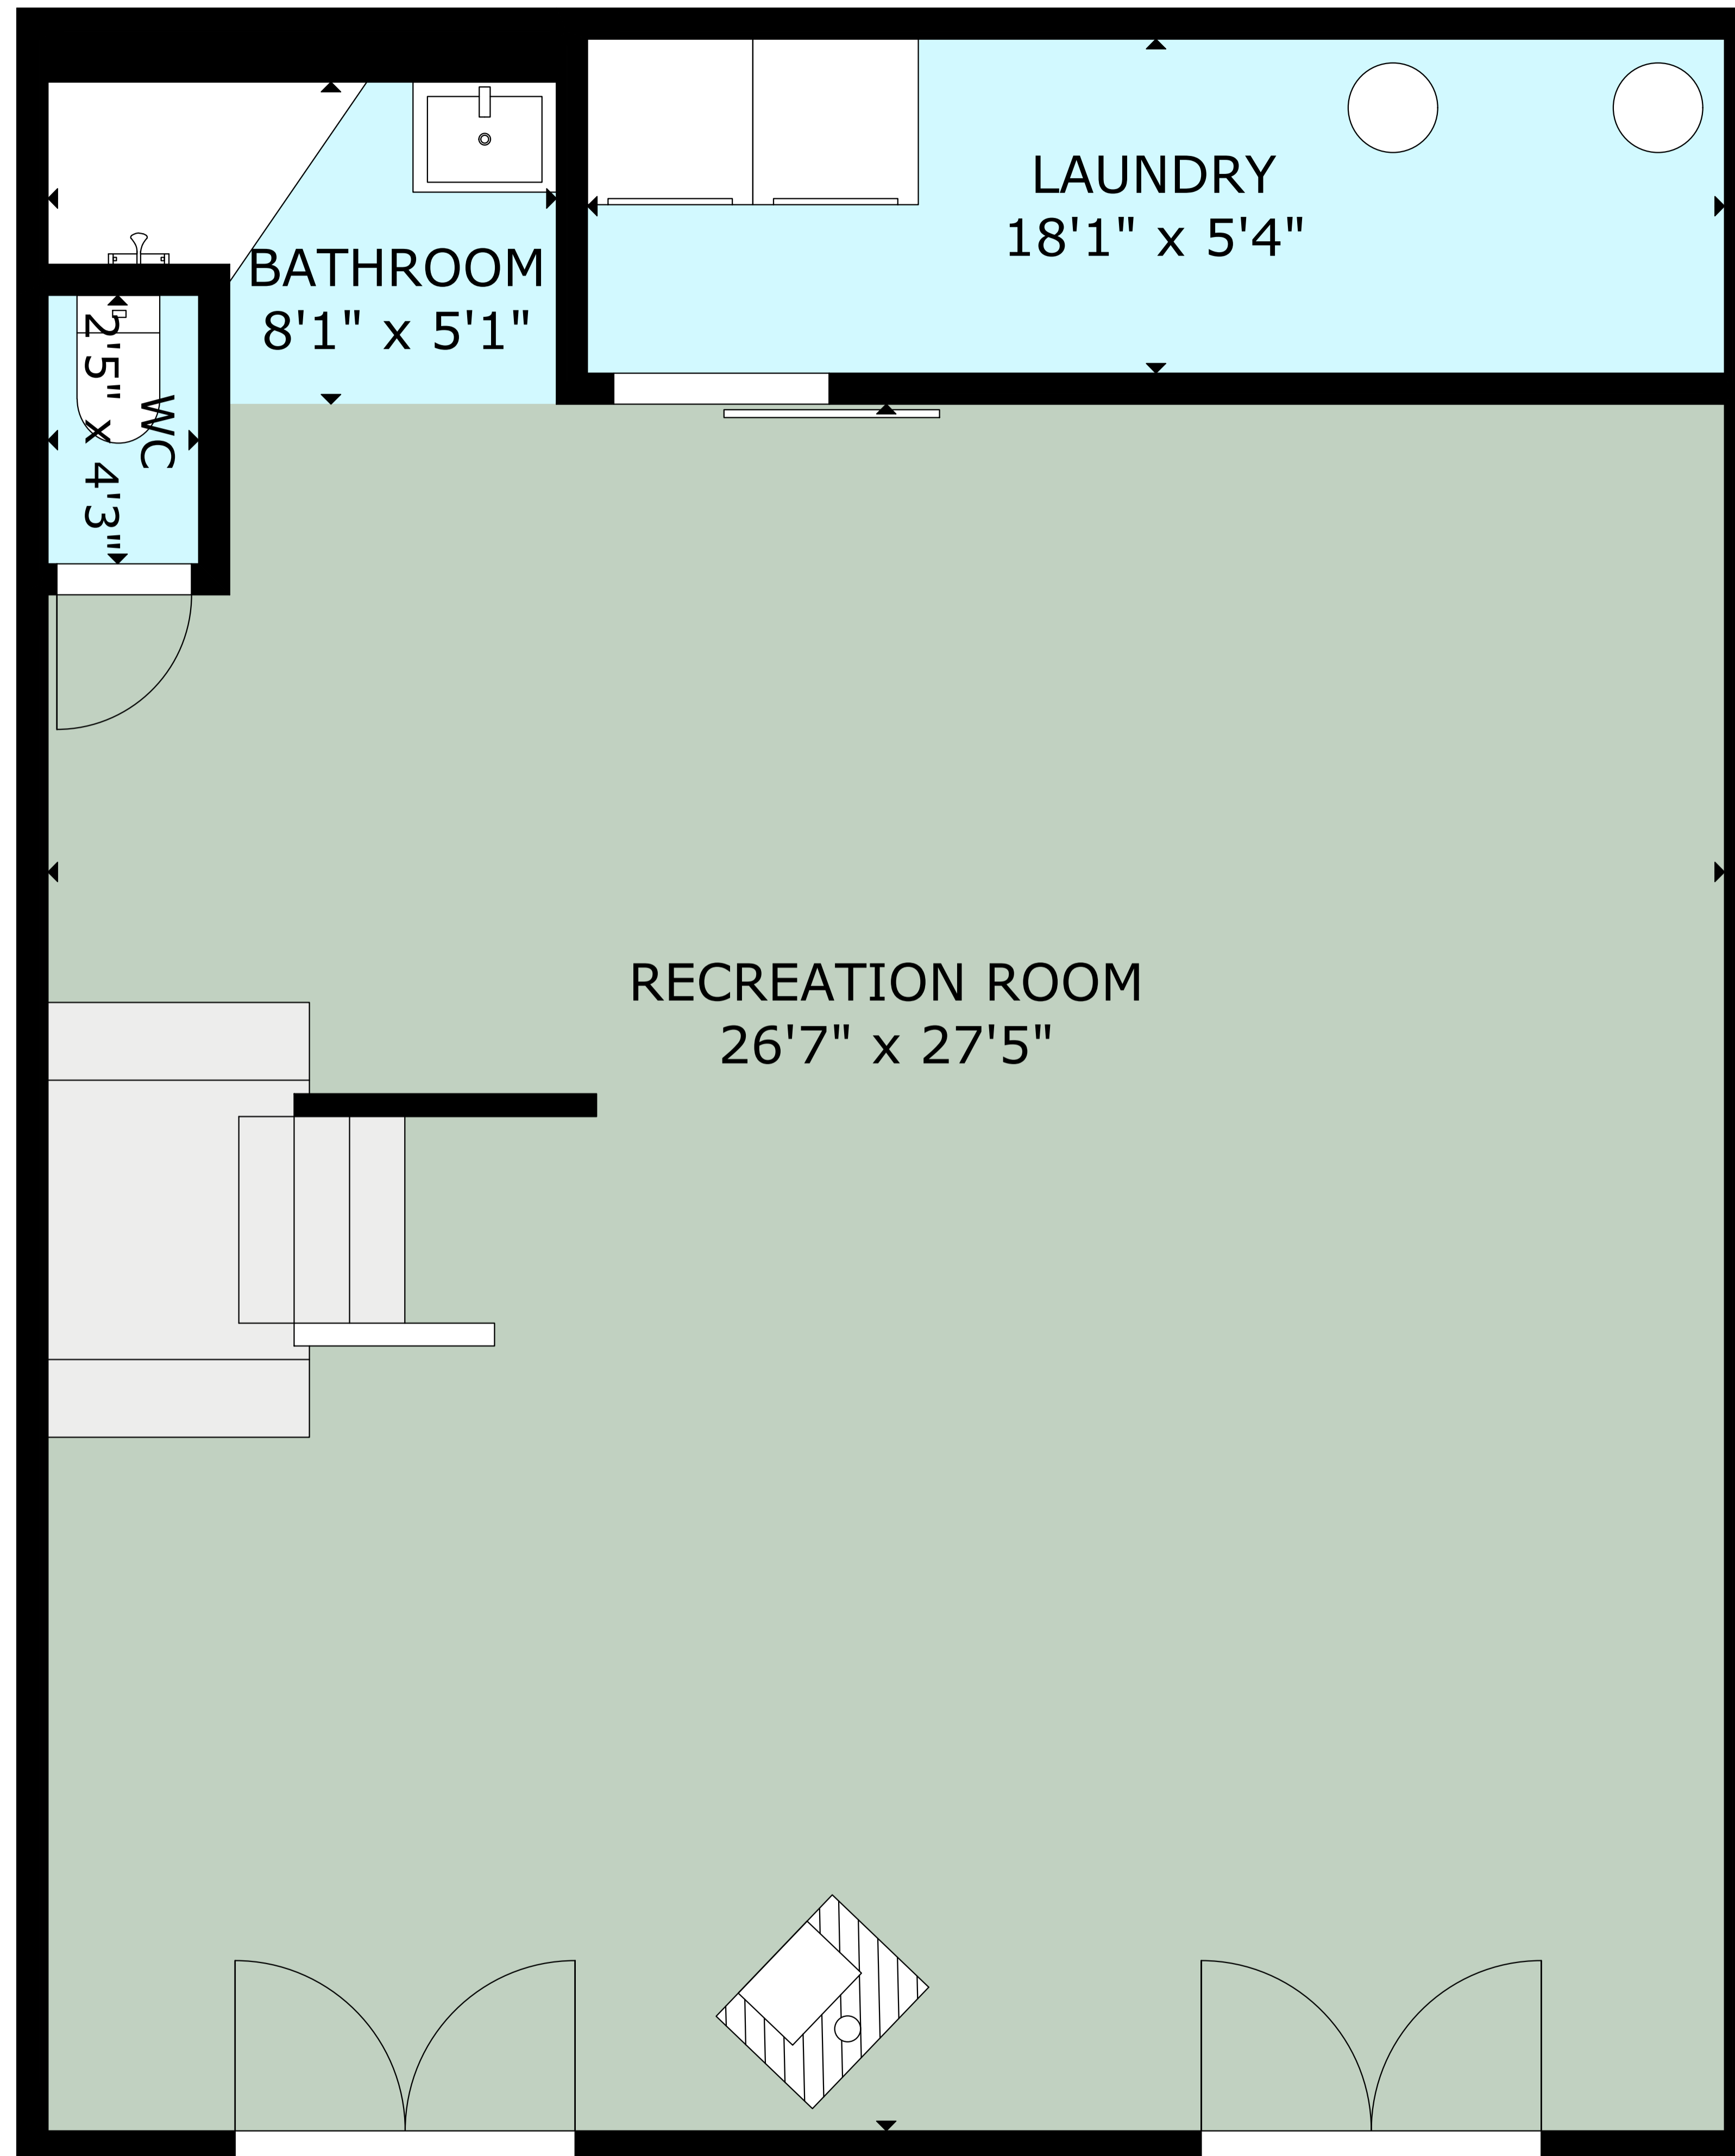 LAUNDRY
18'1" x 5'4"
BATHROOM
8'1" x 5'1"
WC
2'5" x 4'3"
RECREATION ROOM
26'7" x 27'5"